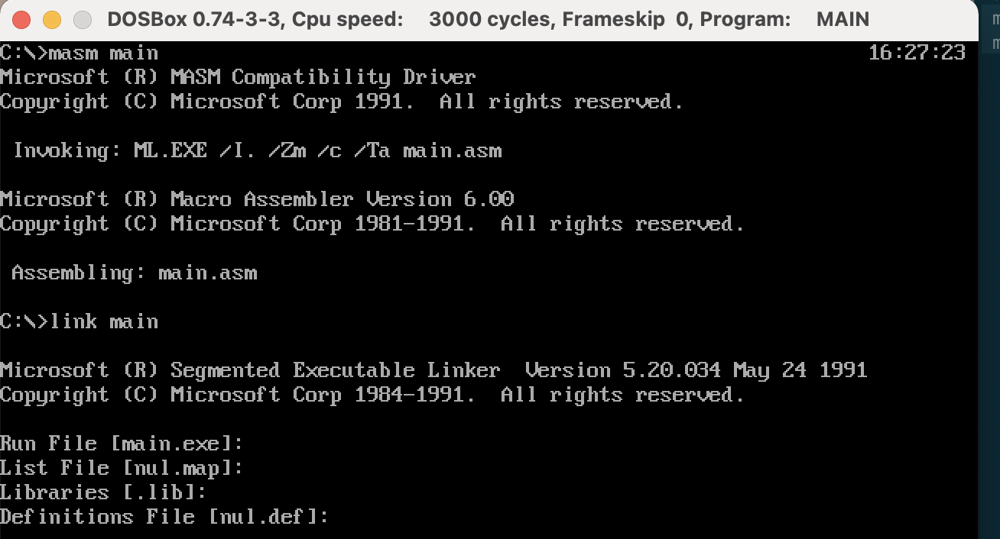 DOSBox 0.74-3-3, Cpu speed: 3000 cycles, Frameskip 0, Program: MAIN
C:\>masm main 16:27:23
Microsoft (R) MASM Compatibility Driver
Copyright (C) Microsoft Corp 1991. All rights reserved.
Invoking: ML.EXE /I. /Zm /c /Ta main.asm
Microsoft (R) Macro Assembler Version 6.00
Copyright (C) Microsoft Corp 1981-1991. All rights reserved.
Assembling: main.asm
C:\>link main
Microsoft (R) Segmented Executable Linker Version 5.20.034 May 24 1991
Copyright (C) Microsoft Corp 1984-1991. All rights reserved.
Run File [main.exe]:
List File [nul.map]:
Libraries [.lib]:
Definitions File [nul.def]: